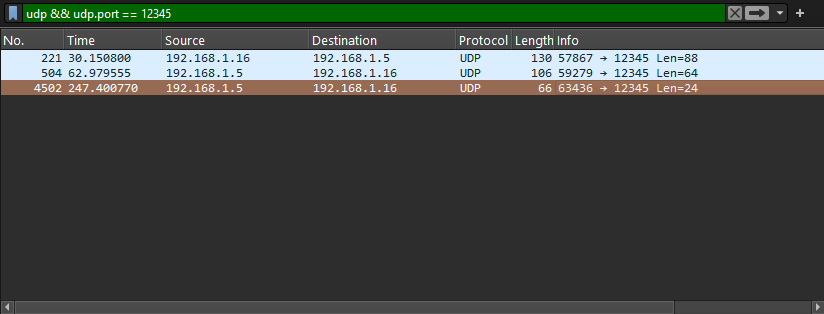 udp && udp.port == 12345
No. Time Source Destination Protocol Length Info
221 30.150800 192.168.1.16 192.168.1.5 UDP 130 57867 → 12345 Len=88
504 62.979555 192.168.1.5 192.168.1.16 UDP 106 59279 → 12345 Len=64
4502 247.400770 192.168.1.5 192.168.1.16 UDP 66 63436 → 12345 Len=24